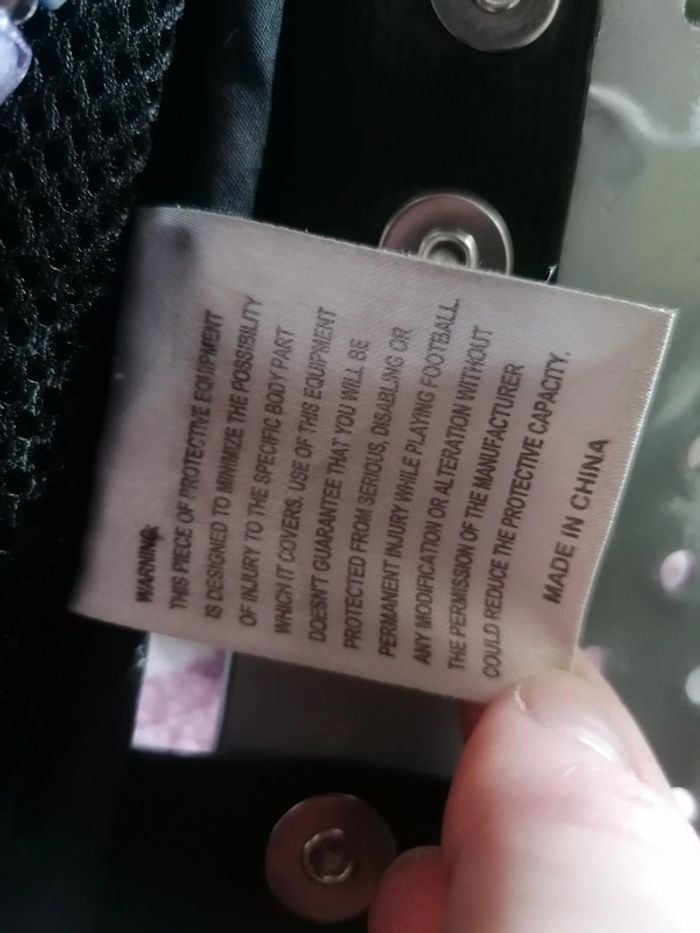 WARNING:
THIS PIECE OF PROTECTIVE EQUIPMENT
IS DESIGNED TO MINIMIZE THE POSSIBILITY
OF INJURY TO THE SPECIFIC BODY PART
WHICH IT COVERS. USE OF THIS EQUIPMENT
DOESN'T GUARANTEE THAT YOU WILL BE
PROTECTED FROM SERIOUS, DISABLING OR
PERMANENT INJURY WHILE PLAYING FOOTBALL.
ANY MODIFICATION OR ALTERATION WITHOUT
THE PERMISSION OF THE MANUFACTURER
COULD REDUCE THE PROTECTIVE CAPACITY.
MADE IN CHINA